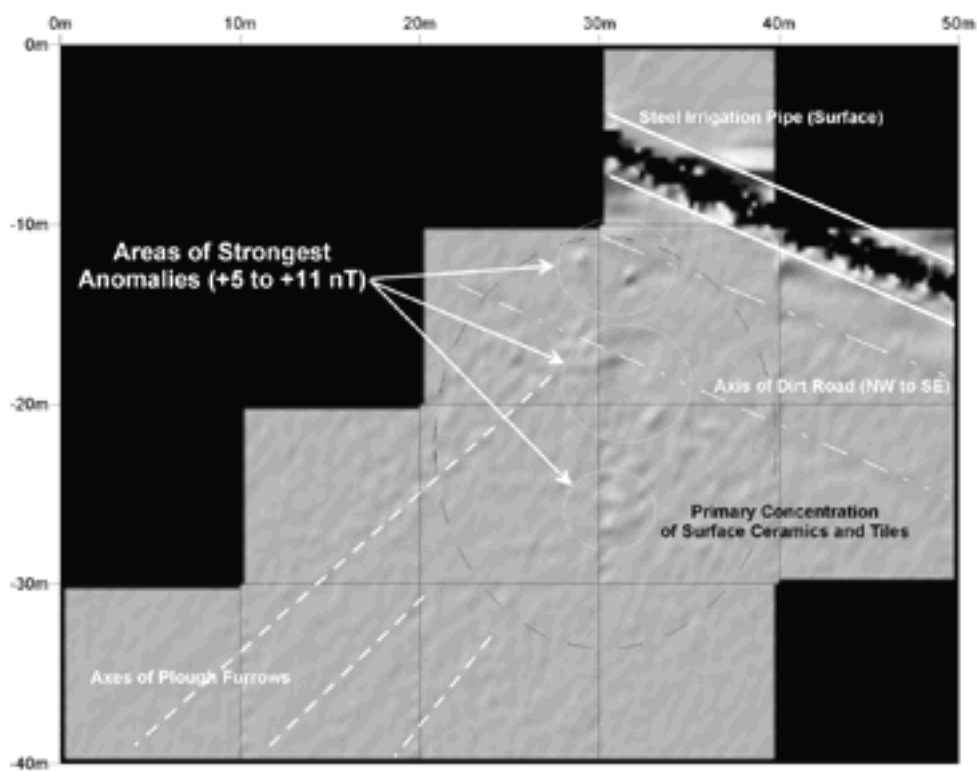 0m 10m 20m 30m 40m 50m
-0m
Steel Irrigation Pipe (Surface)
-10m
Areas of Strongest
Anomalies (+5 to +11 nT)
Axis of Dirt Road (NW to SE)
-20m
Primary Concentration
of Surface Ceramics and Tiles
-30m
Axes of Plough Furrows
-40m